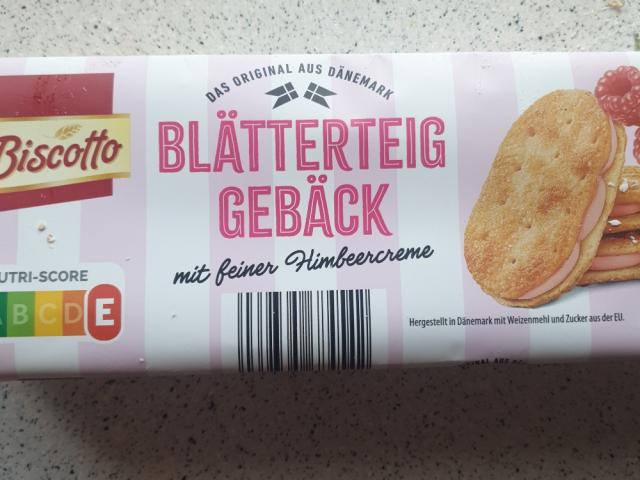 DAS ORIGINAL AUS DÄNEMARK
Biscotto
BLÄTTERTEIG
GEBÄCK
mit feiner Himbeercreme
UTRI-SCORE
ABCDE
Hergestellt in Dänemark mit Weizenmehl und Zucker aus der EU.